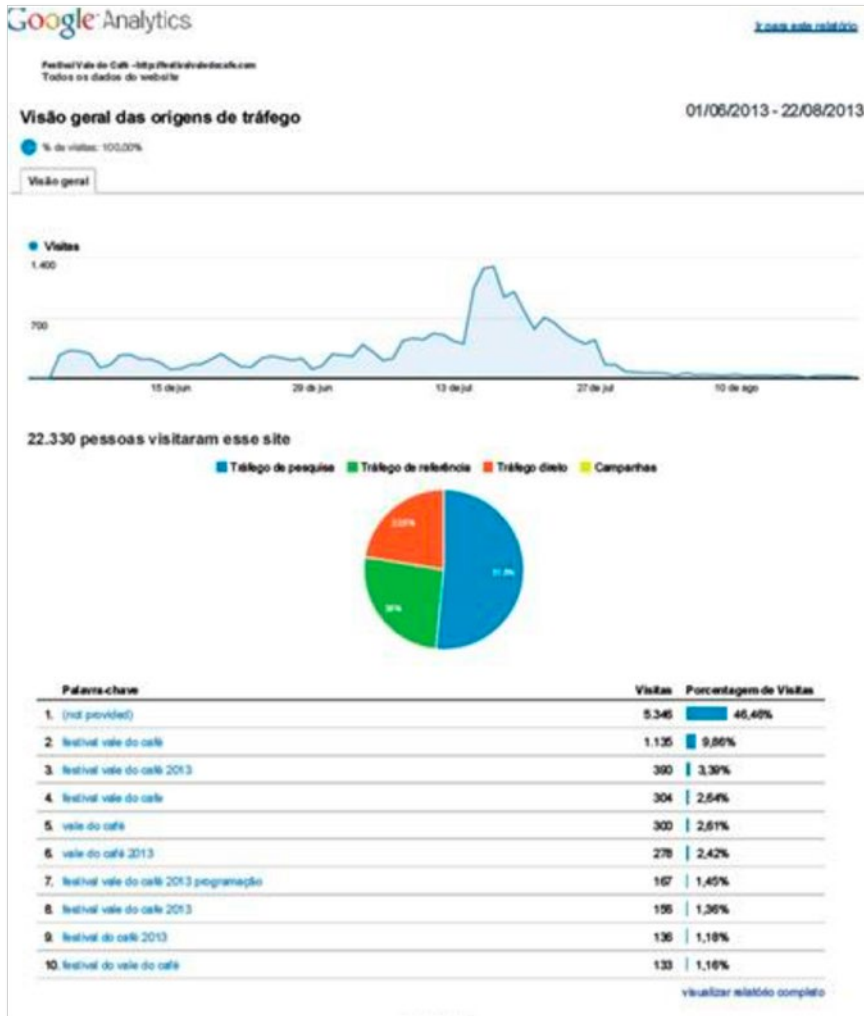 Google Analytics
Ir para este relatório
Festival Vale do Café - http://festivalvaledocafe.com
Todos os dados do website
Visão geral das origens de tráfego
01/06/2013 - 22/08/2013
% de visitas: 100,00%
Visão geral
Visitas
1.400
700
15 de jun
29 de jun
13 de jul
27 de jul
10 de ago
22.330 pessoas visitaram esse site
Tráfego de pesquisa Tráfego de referência Tráfego direto Campanhas
Palavra-chave Visitas Porcentagem de Visitas
1. (not provided) 5.346 46,46%
2. festival vale do café 1.135 9,86%
3. festival vale do café 2013 390 3,39%
4. festival vale do cafe 304 2,64%
5. vale do café 300 2,61%
6. vale do café 2013 278 2,42%
7. festival vale do café 2013 programação 167 1,45%
8. festival vale do cafe 2013 156 1,36%
9. festival do café 2013 136 1,18%
10. festival do vale do café 133 1,16%
visualizar relatório completo